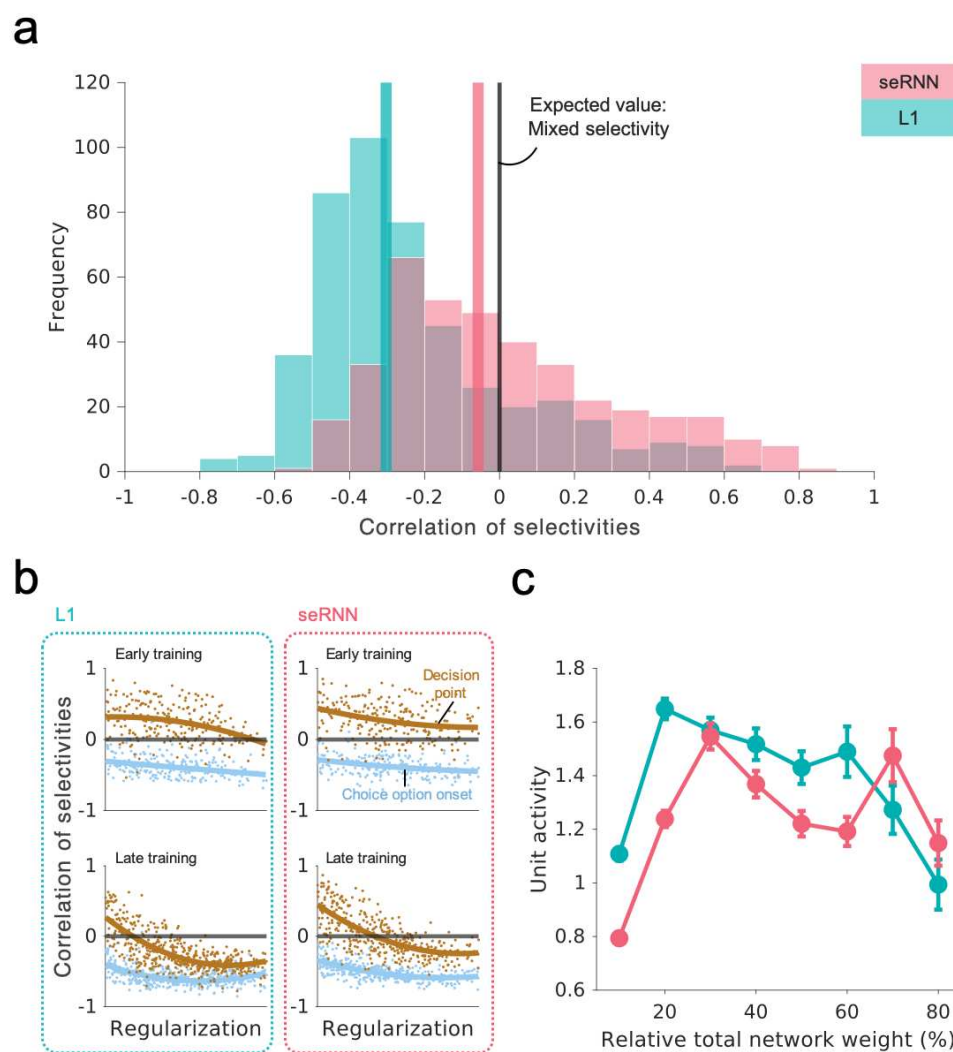 a
seRNN
L1
Expected value:
Mixed selectivity
120
100
80
60
40
20
0
Frequency
-1
-0.8
-0.6
-0.4
-0.2
0
0.2
0.4
0.6
0.8
1
Correlation of selectivities
b
L1
seRNN
Early training
Early training
1
0
-1
1
0
-1
Decision
point
Choice option onset
Late training
Late training
1
0
-1
1
0
-1
Correlation of selectivities
Regularization
Regularization
c
1.8
1.6
1.4
1.2
1
0.8
0.6
Unit activity
20
40
60
80
Relative total network weight (%)